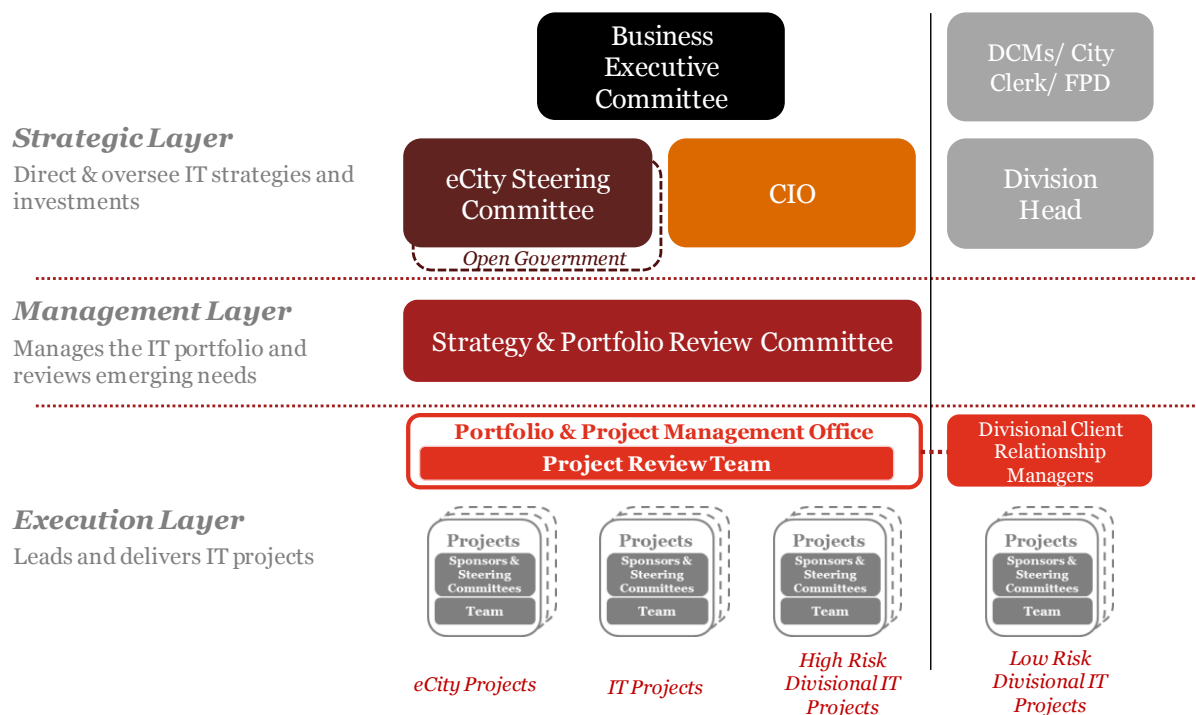 Business
Executive
Committee
DCMs/ City
Clerk/ FPD
Strategic Layer
Direct & oversee IT strategies and
investments
eCity Steering
Committee
CIO
Division
Head
Open Government
Management Layer
Manages the IT portfolio and
reviews emerging needs
Strategy & Portfolio Review Committee
Portfolio & Project Management Office
Project Review Team
Divisional Client
Relationship
Managers
Execution Layer
Leads and delivers IT projects
Projects
Sponsors &
Steering
Committees
Team
Projects
Sponsors &
Steering
Committees
Team
Projects
Sponsors &
Steering
Committees
Team
Projects
Sponsors &
Steering
Committees
Team
eCity Projects
IT Projects
High Risk
Divisional IT
Projects
Low Risk
Divisional IT
Projects